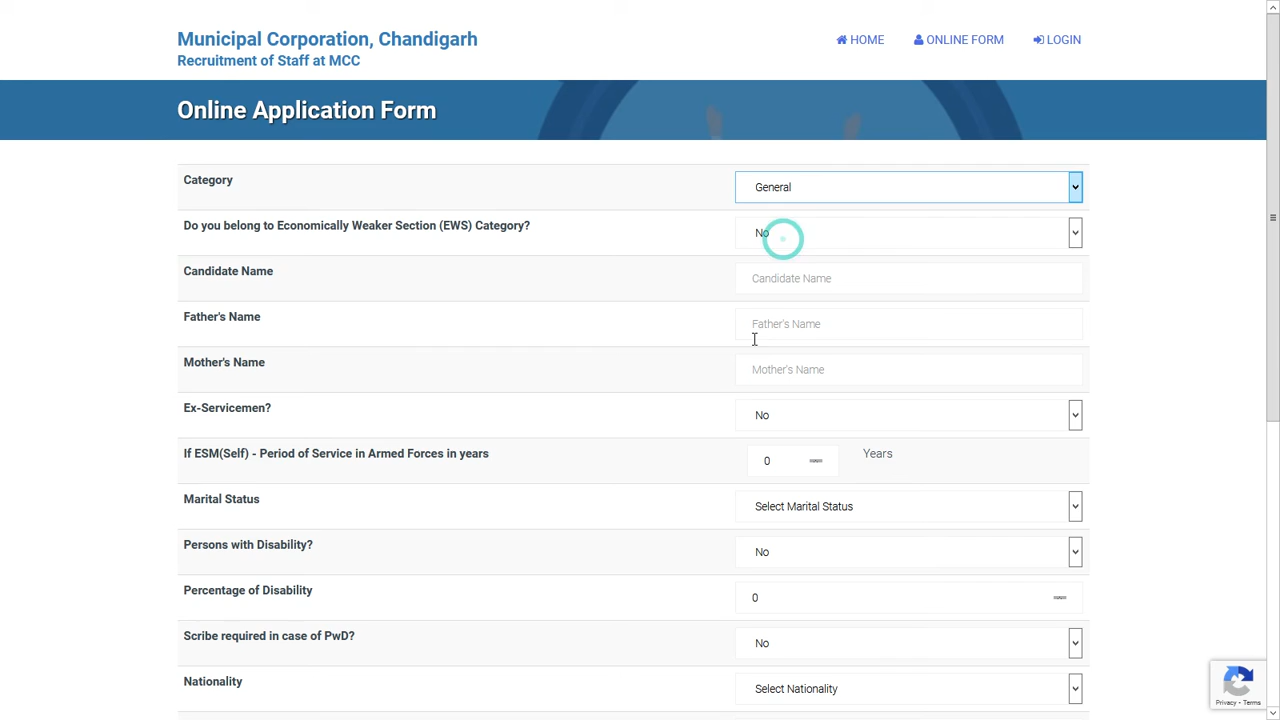 Municipal Corporation, Chandigarh
Recruitment of Staff at MCC
HOME
ONLINE FORM
LOGIN
Online Application Form
Category
General
Do you belong to Economically Weaker Section (EWS) Category?
No
Candidate Name
Candidate Name
Father's Name
Father's Name
Mother's Name
Mother's Name
Ex-Servicemen?
No
If ESM(Self) - Period of Service in Armed Forces in years
0
Years
Marital Status
Select Marital Status
Persons with Disability?
No
Percentage of Disability
0
Scribe required in case of PwD?
No
Nationality
Select Nationality
Privacy - Terms